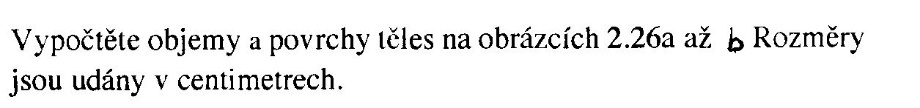 Vypočtěte objemy a povrchy těles na obrázcích 2.26a až b Rozměry
jsou udány v centimetrech.